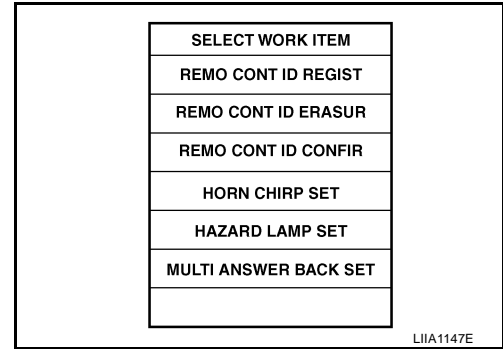 SELECT WORK ITEM
REMO CONT ID REGIST
REMO CONT ID ERASUR
REMO CONT ID CONFIR
HORN CHIRP SET
HAZARD LAMP SET
MULTI ANSWER BACK SET
LIIA1147E